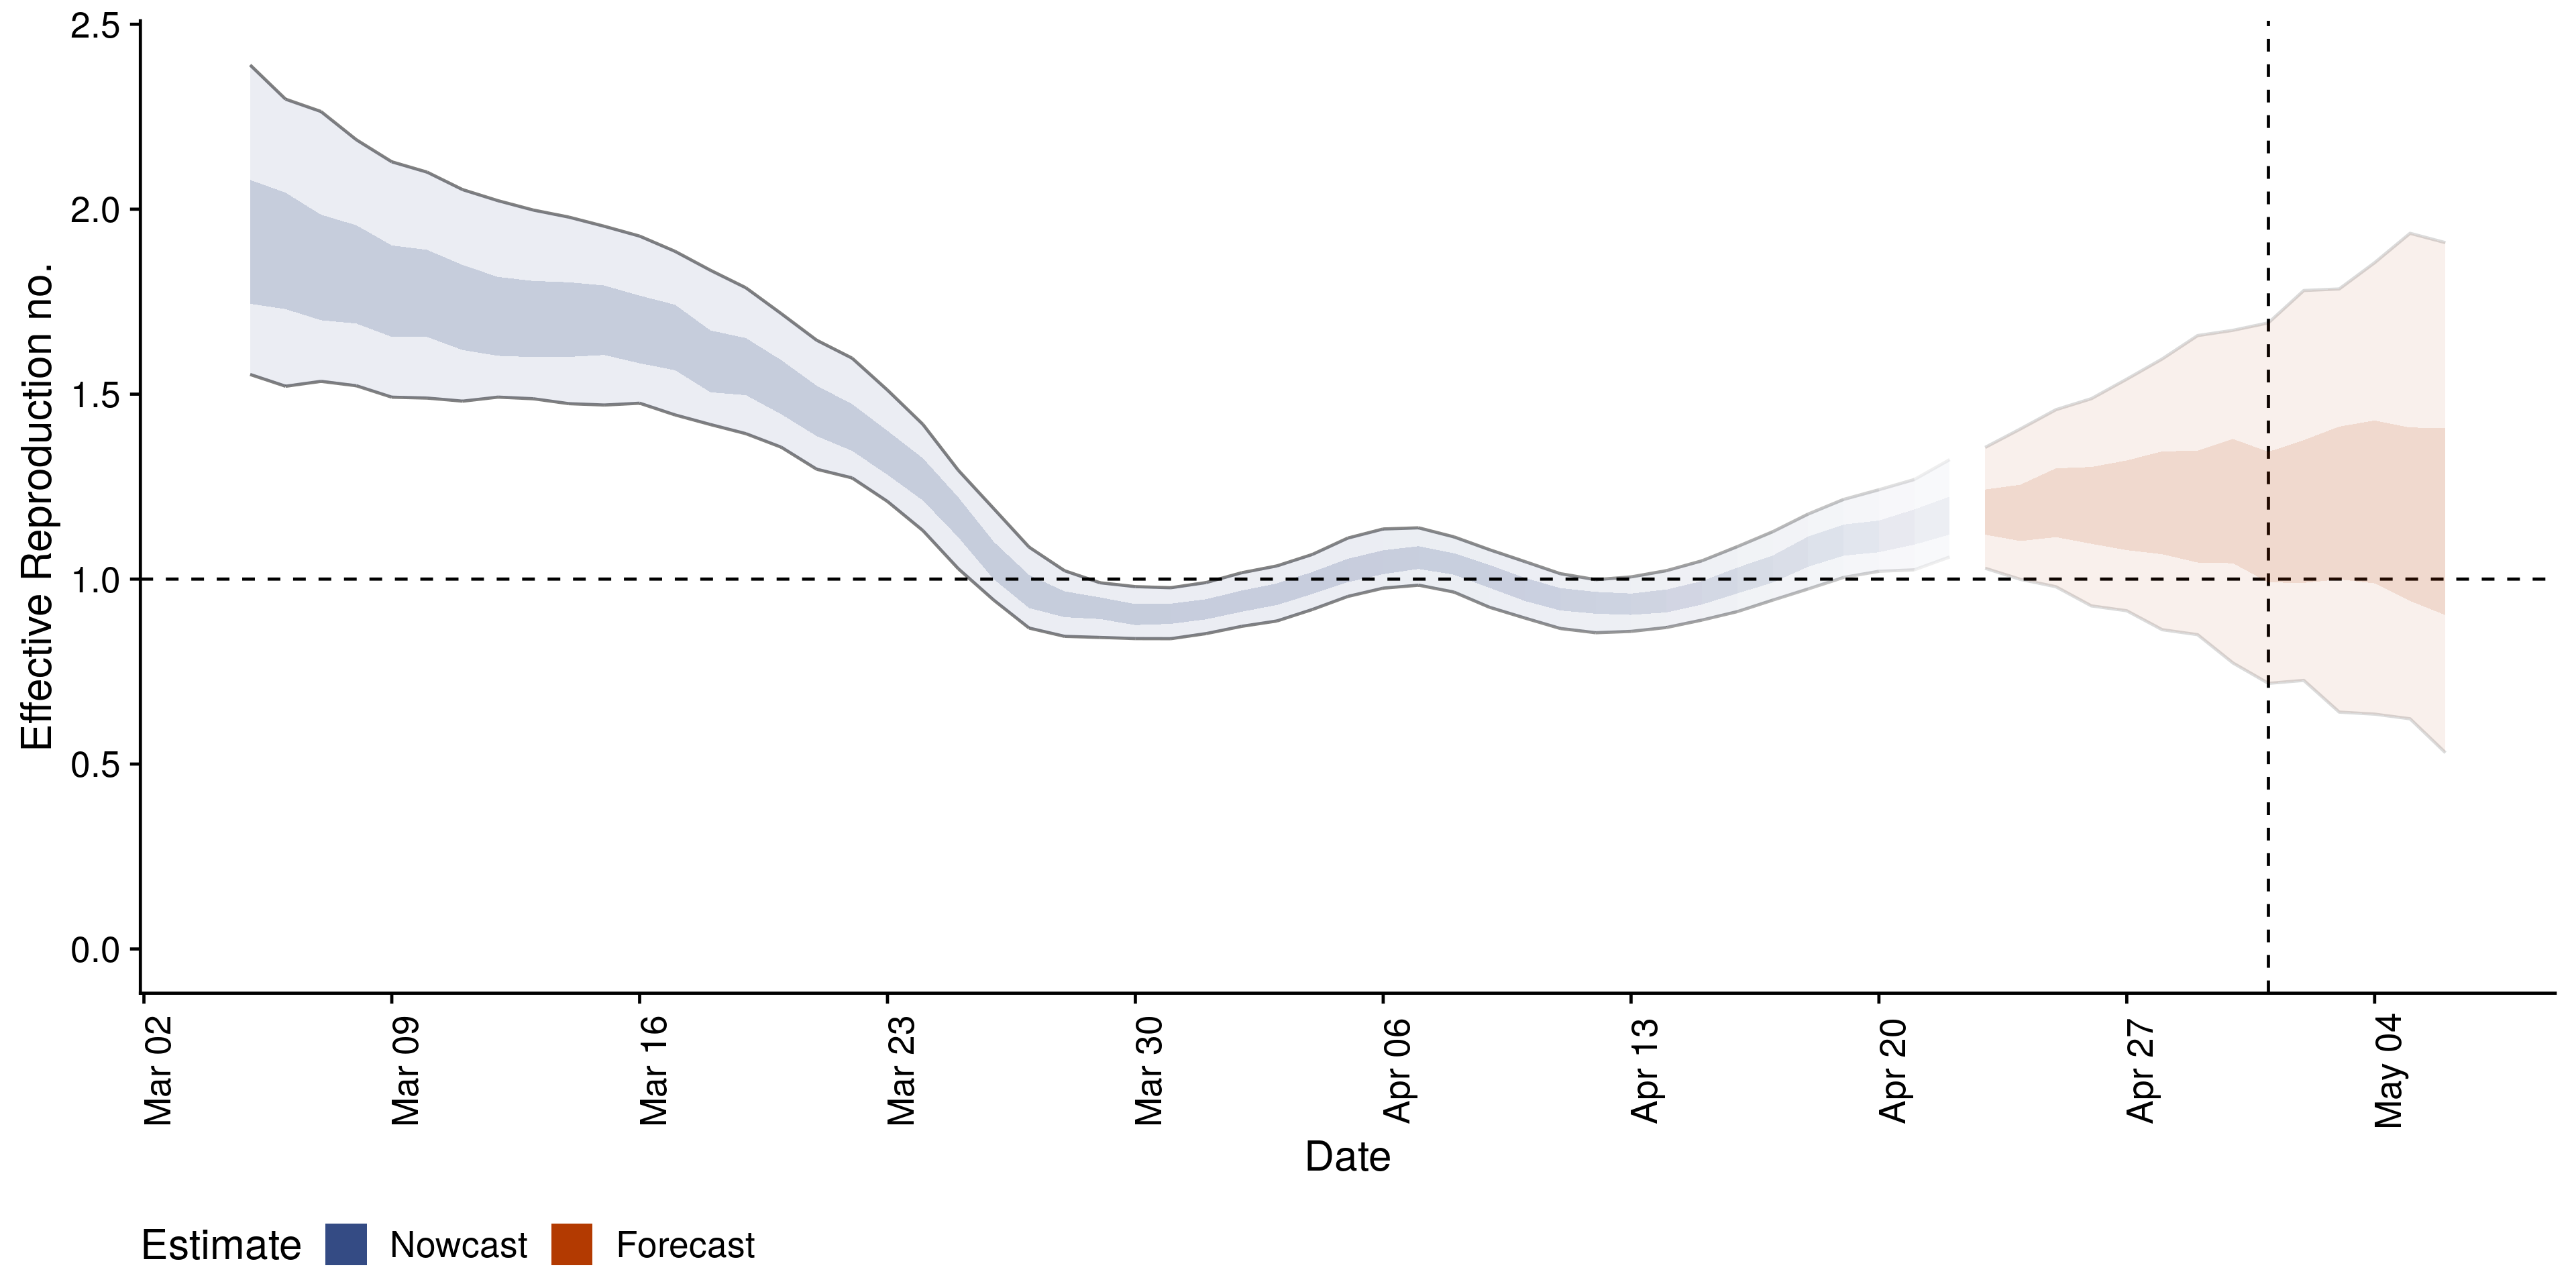 Effective Reproduction no.
2.5
2.0
1.5
1.0
0.5
0.0
Mar 02
Mar 09
Mar 16
Mar 23
Mar 30
Apr 06
Apr 13
Apr 20
Apr 27
May 04
Date
Estimate Nowcast Forecast